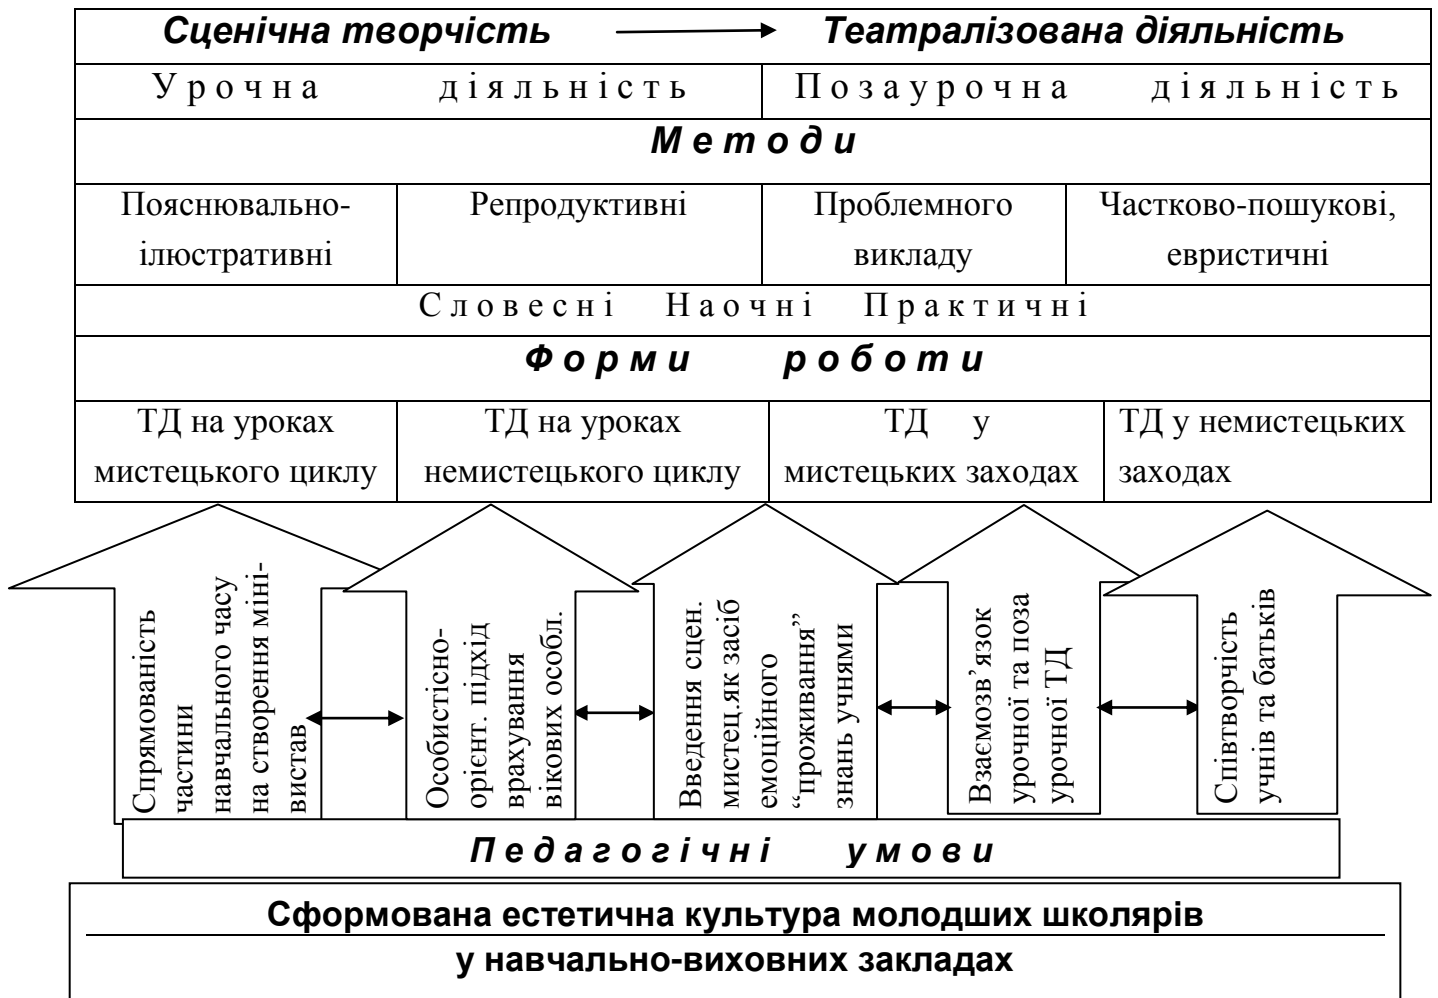 Сценічна творчість Театралізована діяльність
Урочна діяльність Позаурочна діяльність
Методи
Пояснювально-
ілюстративні
Репродуктивні
Проблемного
викладу
Частково-пошукові,
евристичні
Словесні Наочні Практичні
Форми роботи
ТД на уроках
мистецького циклу
ТД на уроках
немистецького циклу
ТД у
мистецьких заходах
ТД у немистецьких
заходах
Спрямованість
частини
навчального часу
на створення міні-
вистав
Особистісно-
орієнт. підхід
врахування
вікових особл.
Введення сцен.
мистец.як засіб
емоційного
“проживання”
знань учнями
Взаємозв’язок
урочної та поза
урочної ТД
Співтворчість
учнів та батьків
Педагогічні умови
Сформована естетична культура молодших школярів
у навчально-виховних закладах